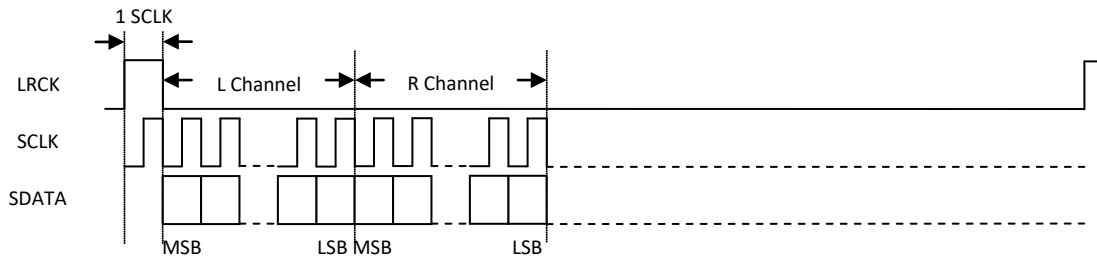 1 SCLK
LRCK
L Channel
R Channel
SCLK
SDATA
MSB
LSB
MSB
LSB